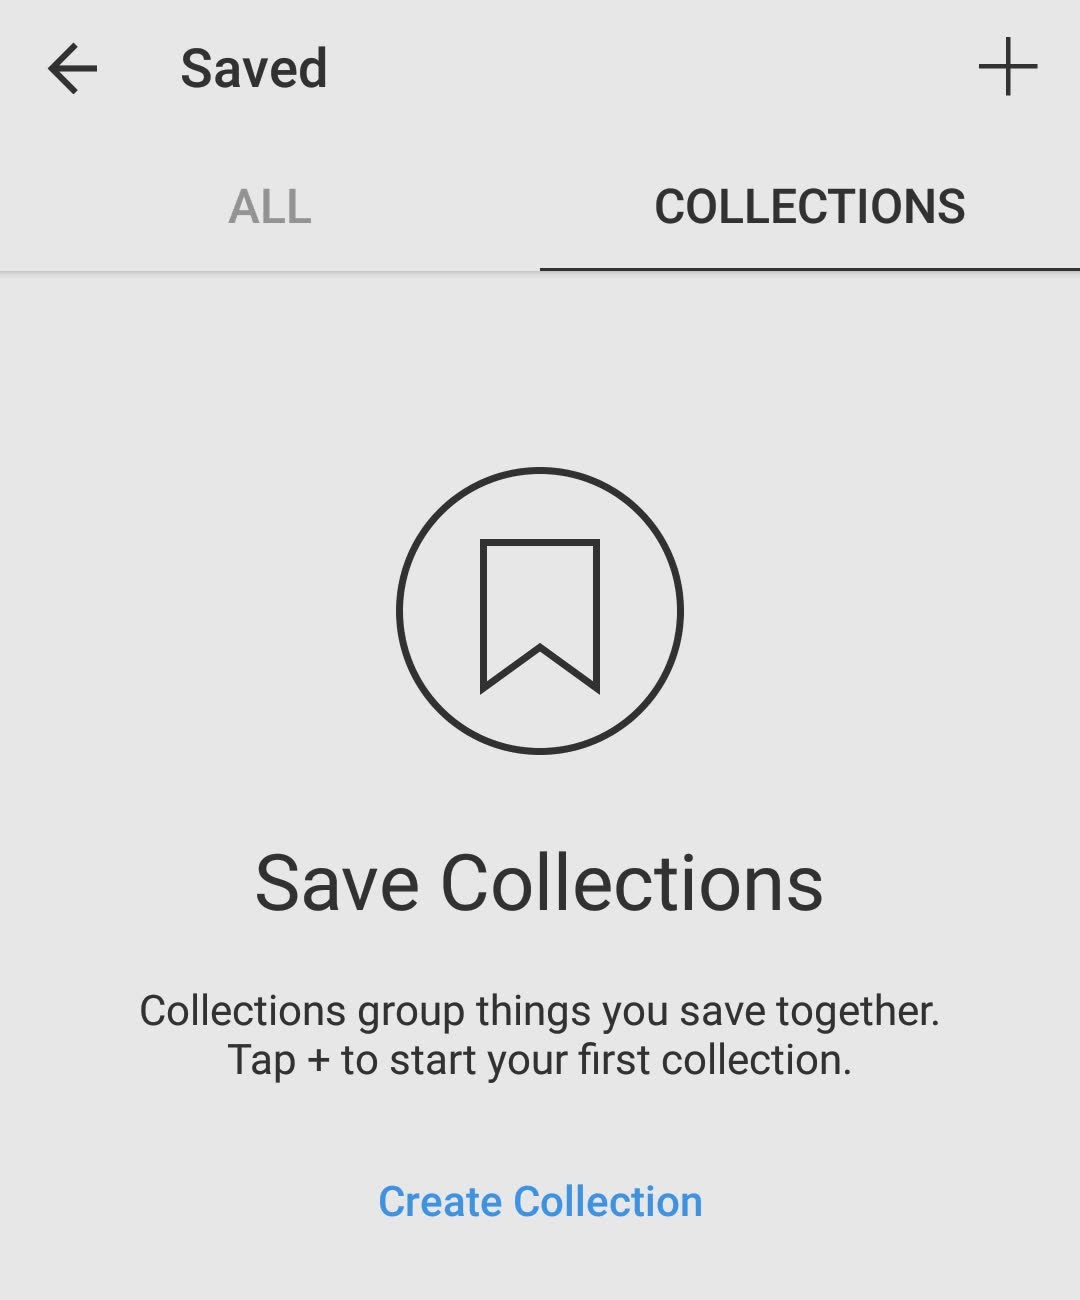 Saved
ALL
COLLECTIONS
Save Collections
Collections group things you save together.
Tap + to start your first collection.
Create Collection